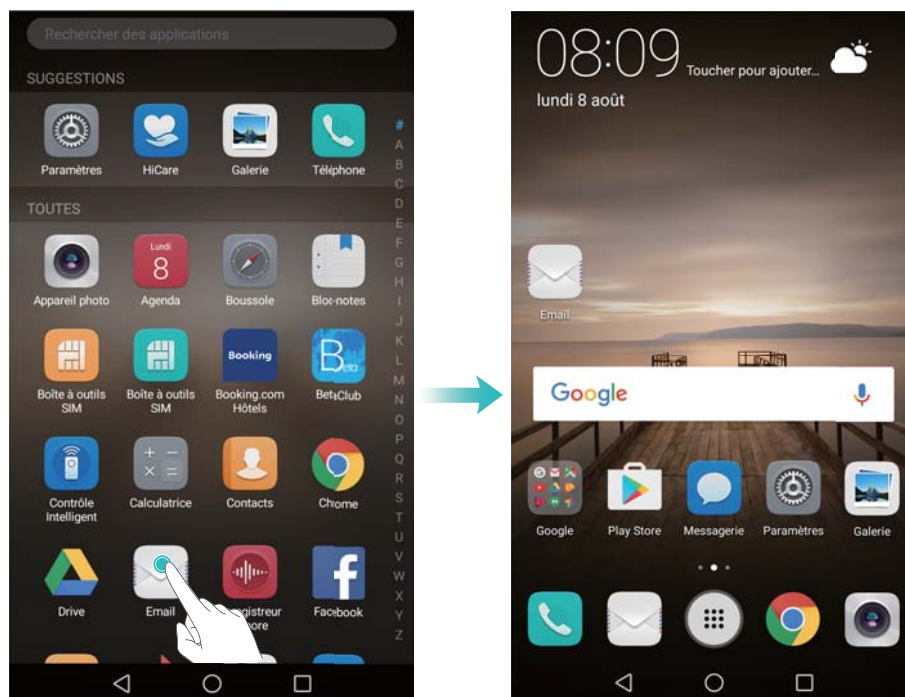 Rechercher des applications
SUGGESTIONS
Paramètres
HiCare
Galerie
Téléphone
TOUTES
Lundi
8
Appareil photo
Agenda
Boussole
Bloc-notes
Booking
B
eta
Boîte à outils
SIM
Boîte à outils
SIM
Booking.com
Hôtels
BetaClub
Contrôle
Intelligent
Calculatrice
Contacts
Chrome
f
Drive
Email
Facebook
#
A
B
C
D
E
F
G
H
I
J
K
L
M
N
O
P
Q
R
S
T
U
V
W
X
Y
Z
08:09
Toucher pour ajouter...
lundi 8 août
Email
Google
Google
Play Store
Messagerie
Paramètres
Galerie